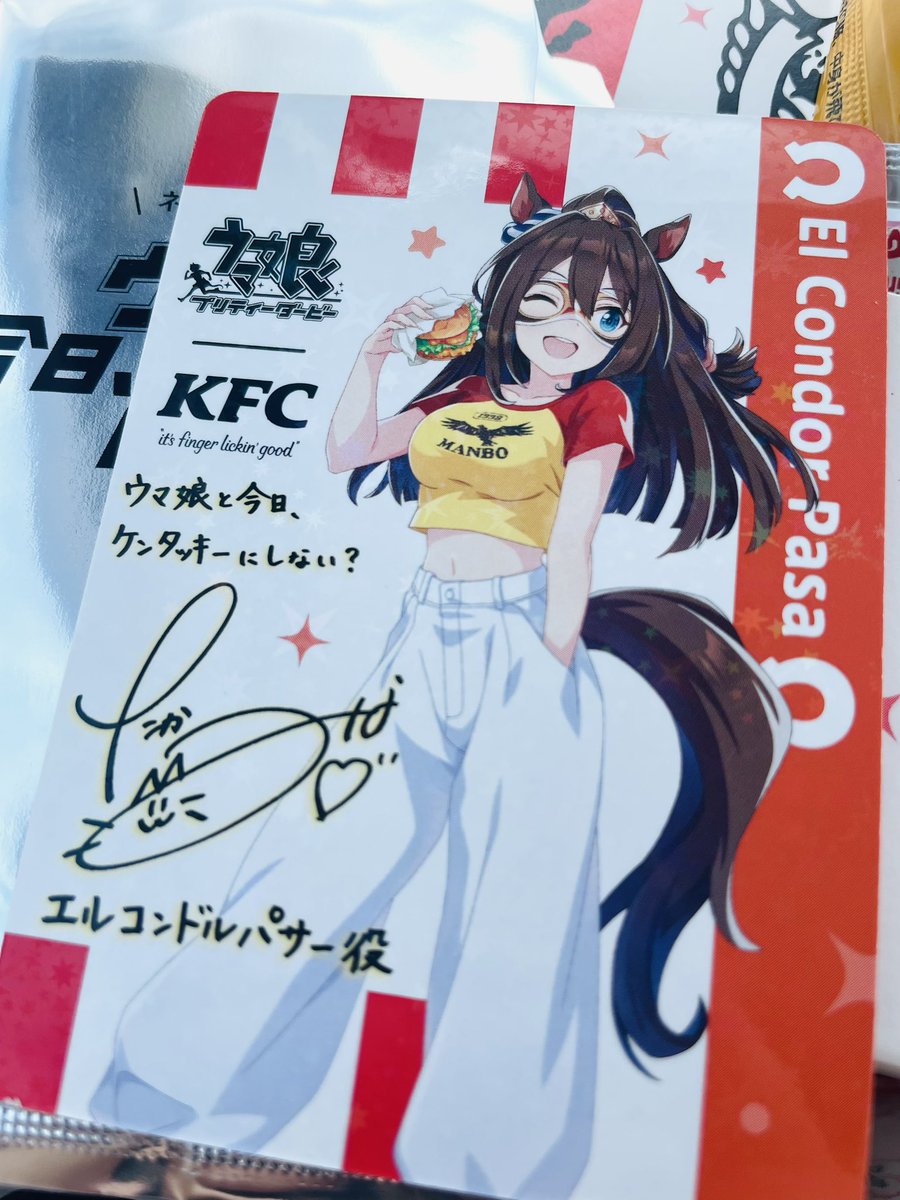 ウマ娘
プリティーダービー
KFC
"it's finger lickin' good"
ウマ娘と今日、
ケンタッキーにしない?
エルコンドルパサー役
1998
MANBO
El Condor Pasa
今日